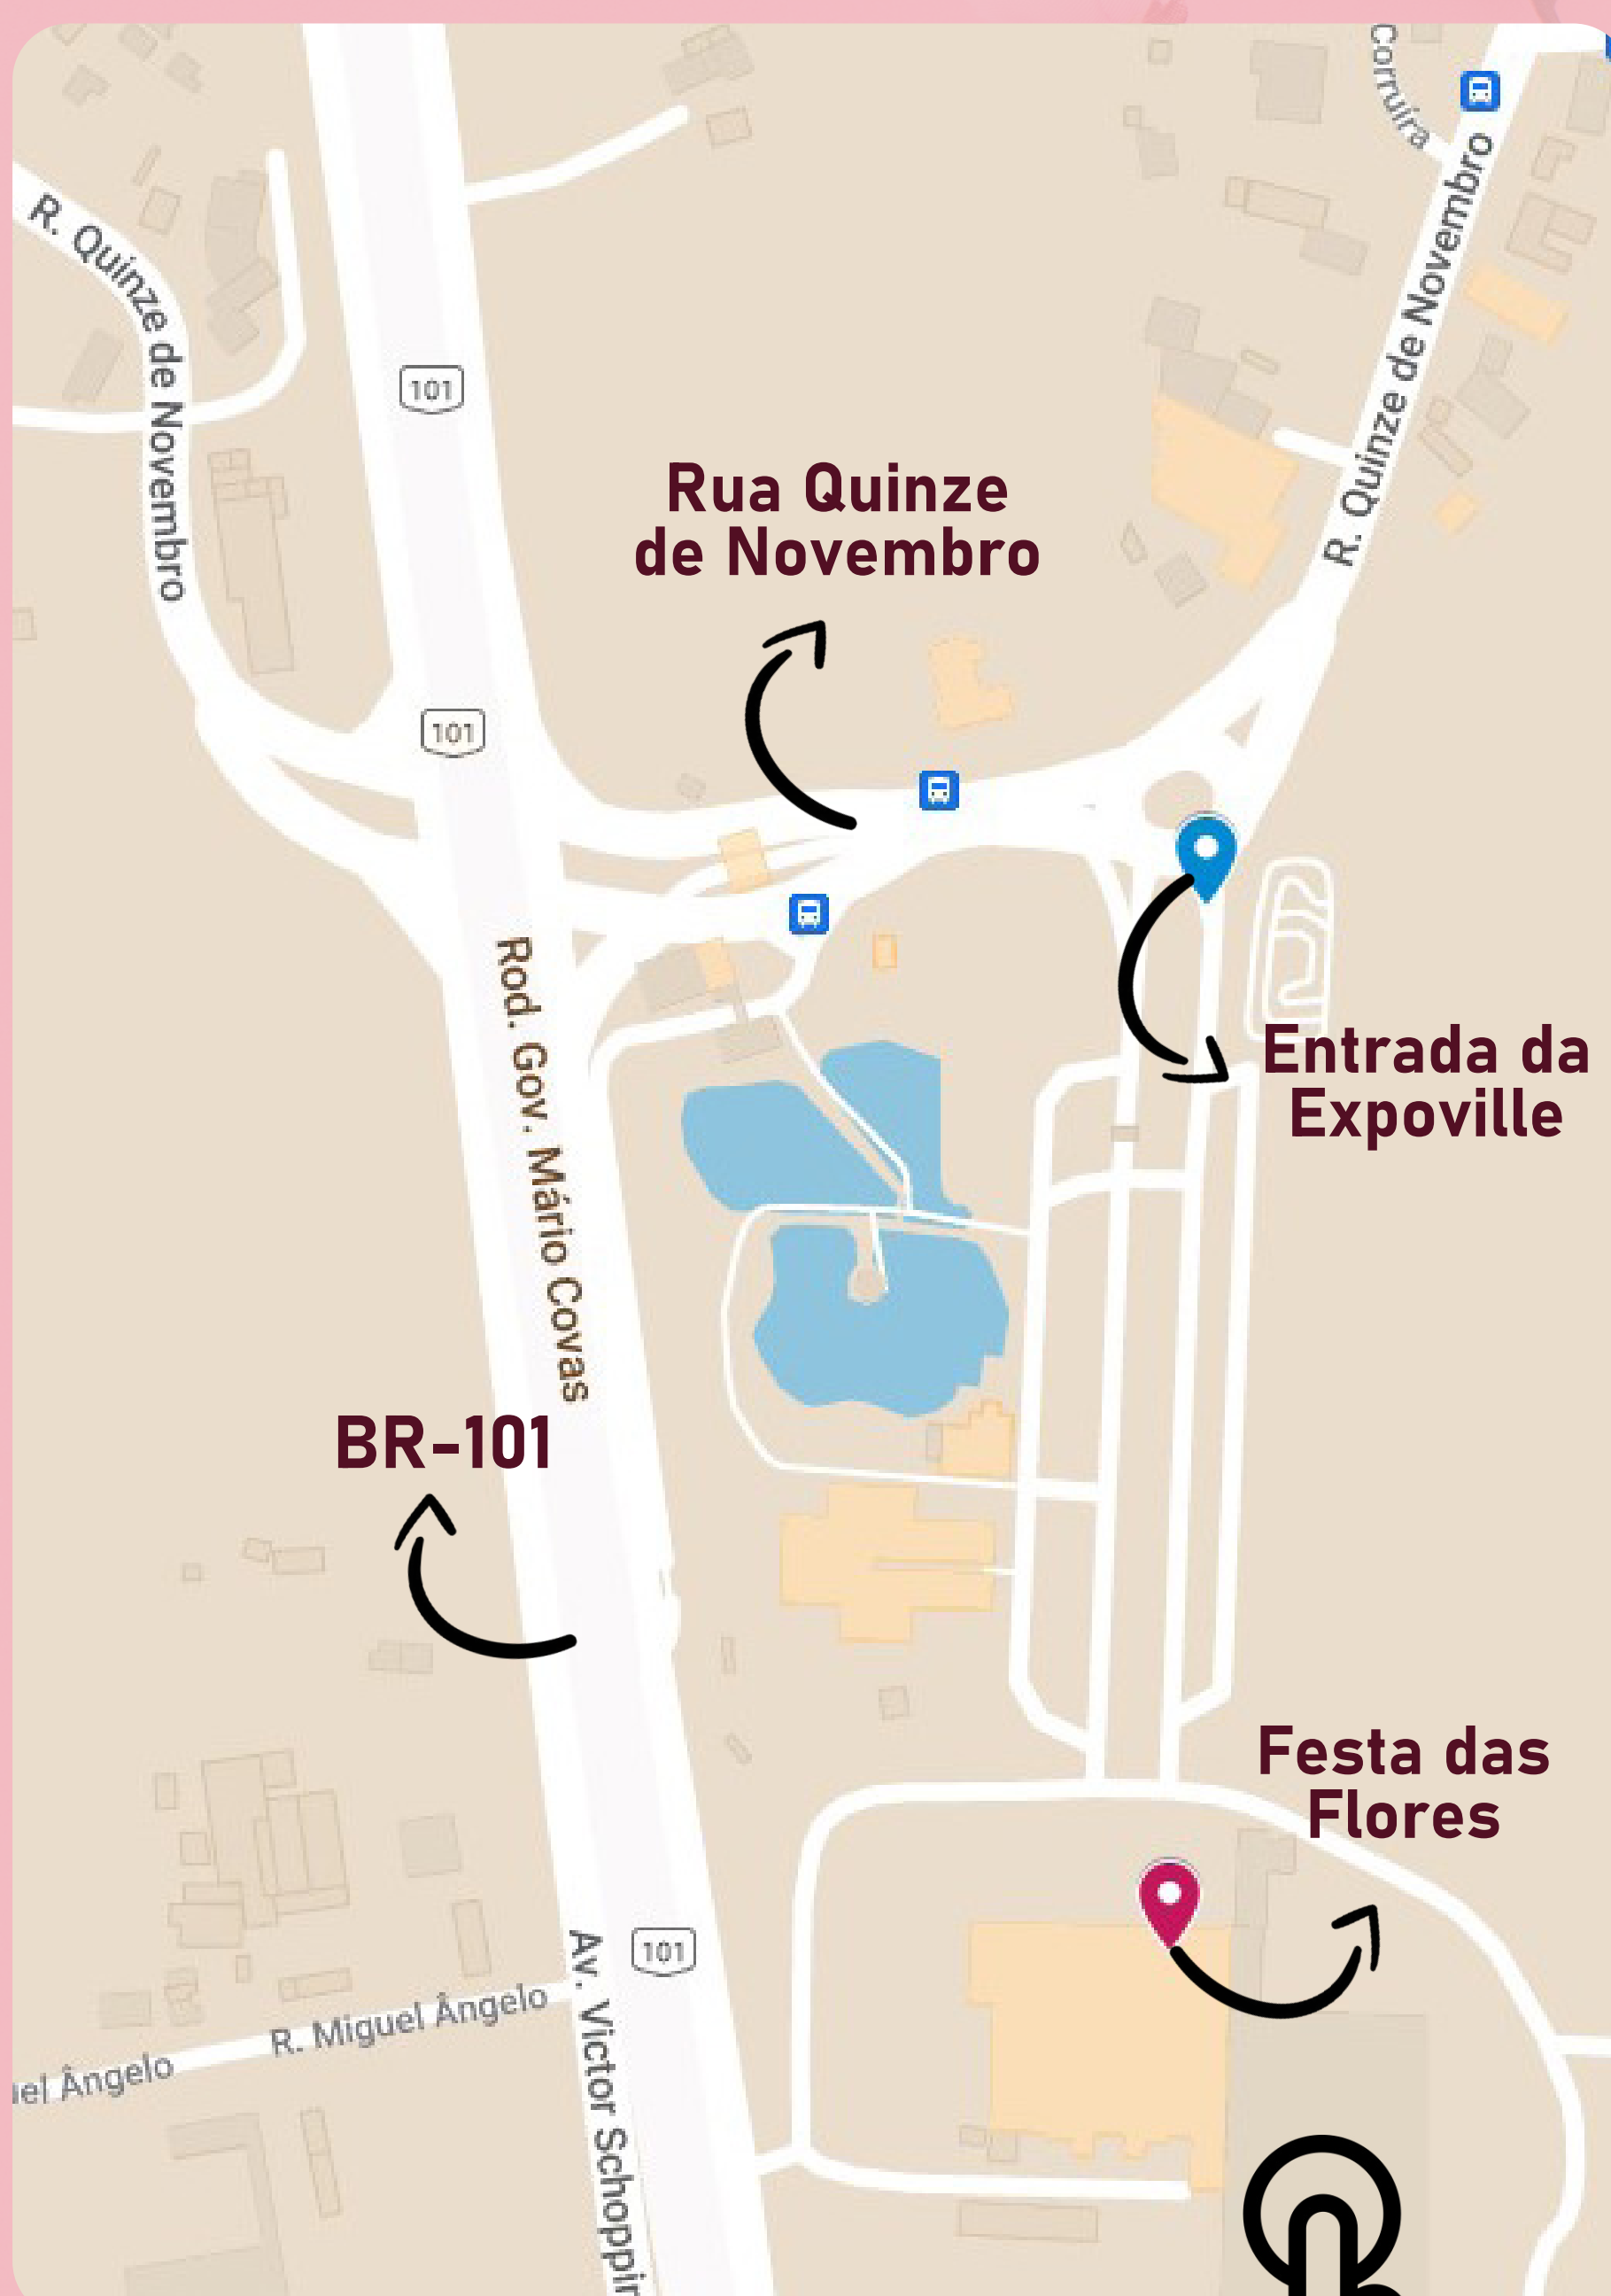 Corruíra
R. Quinze de Novembro
R. Quinze de Novembro
101
Rua Quinze
de Novembro
101
Rod. Gov. Mário Covas
Entrada da
Expoville
BR-101
Festa das
Flores
101
R. Miguel Ângelo
Ângelo
Av. Victor